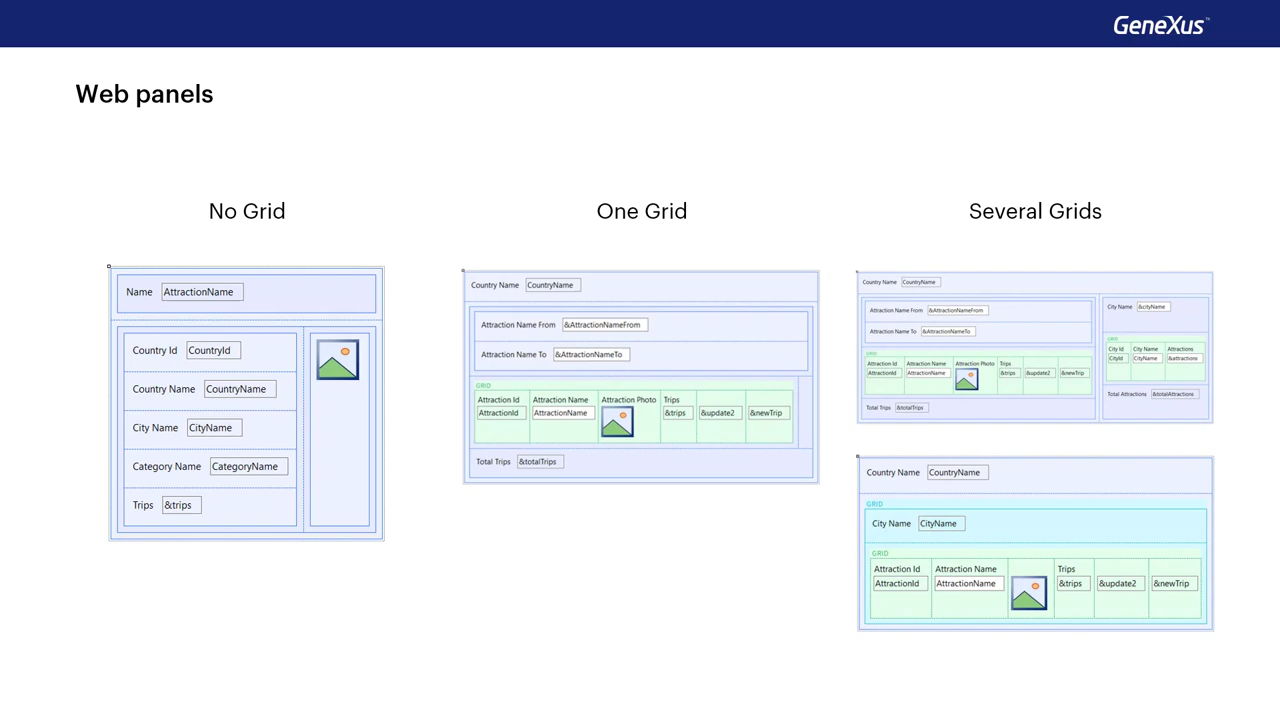 GeneXus™
Web panels
No Grid
Name AttractionName
Country Id CountryId
Country Name CountryName
City Name CityName
Category Name CategoryName
Trips &trips
One Grid
Country Name CountryName
Attraction Name From &AttractionNameFrom
Attraction Name To &AttractionNameTo
GRID
Attraction Id Attraction Name Attraction Photo Trips
AttractionId AttractionName &trips &update2 &newTrip
Total Trips &totalTrips
Several Grids
Country Name CountryName
Attraction Name From &AttractionNameFrom
Attraction Name To &AttractionNameTo
GRID
Attraction Id Attraction Name Attraction Photo Trips
AttractionId AttractionName &trips &update2 &newTrip
Total Trips &totalTrips
City Name &cityName
GRID
City Id City Name Attractions
CityId CityName &attractions
Total Attractions &totalAttractions
Country Name CountryName
GRID
City Name CityName
GRID
Attraction Id Attraction Name Trips
AttractionId AttractionName &trips &update2 &newTrip